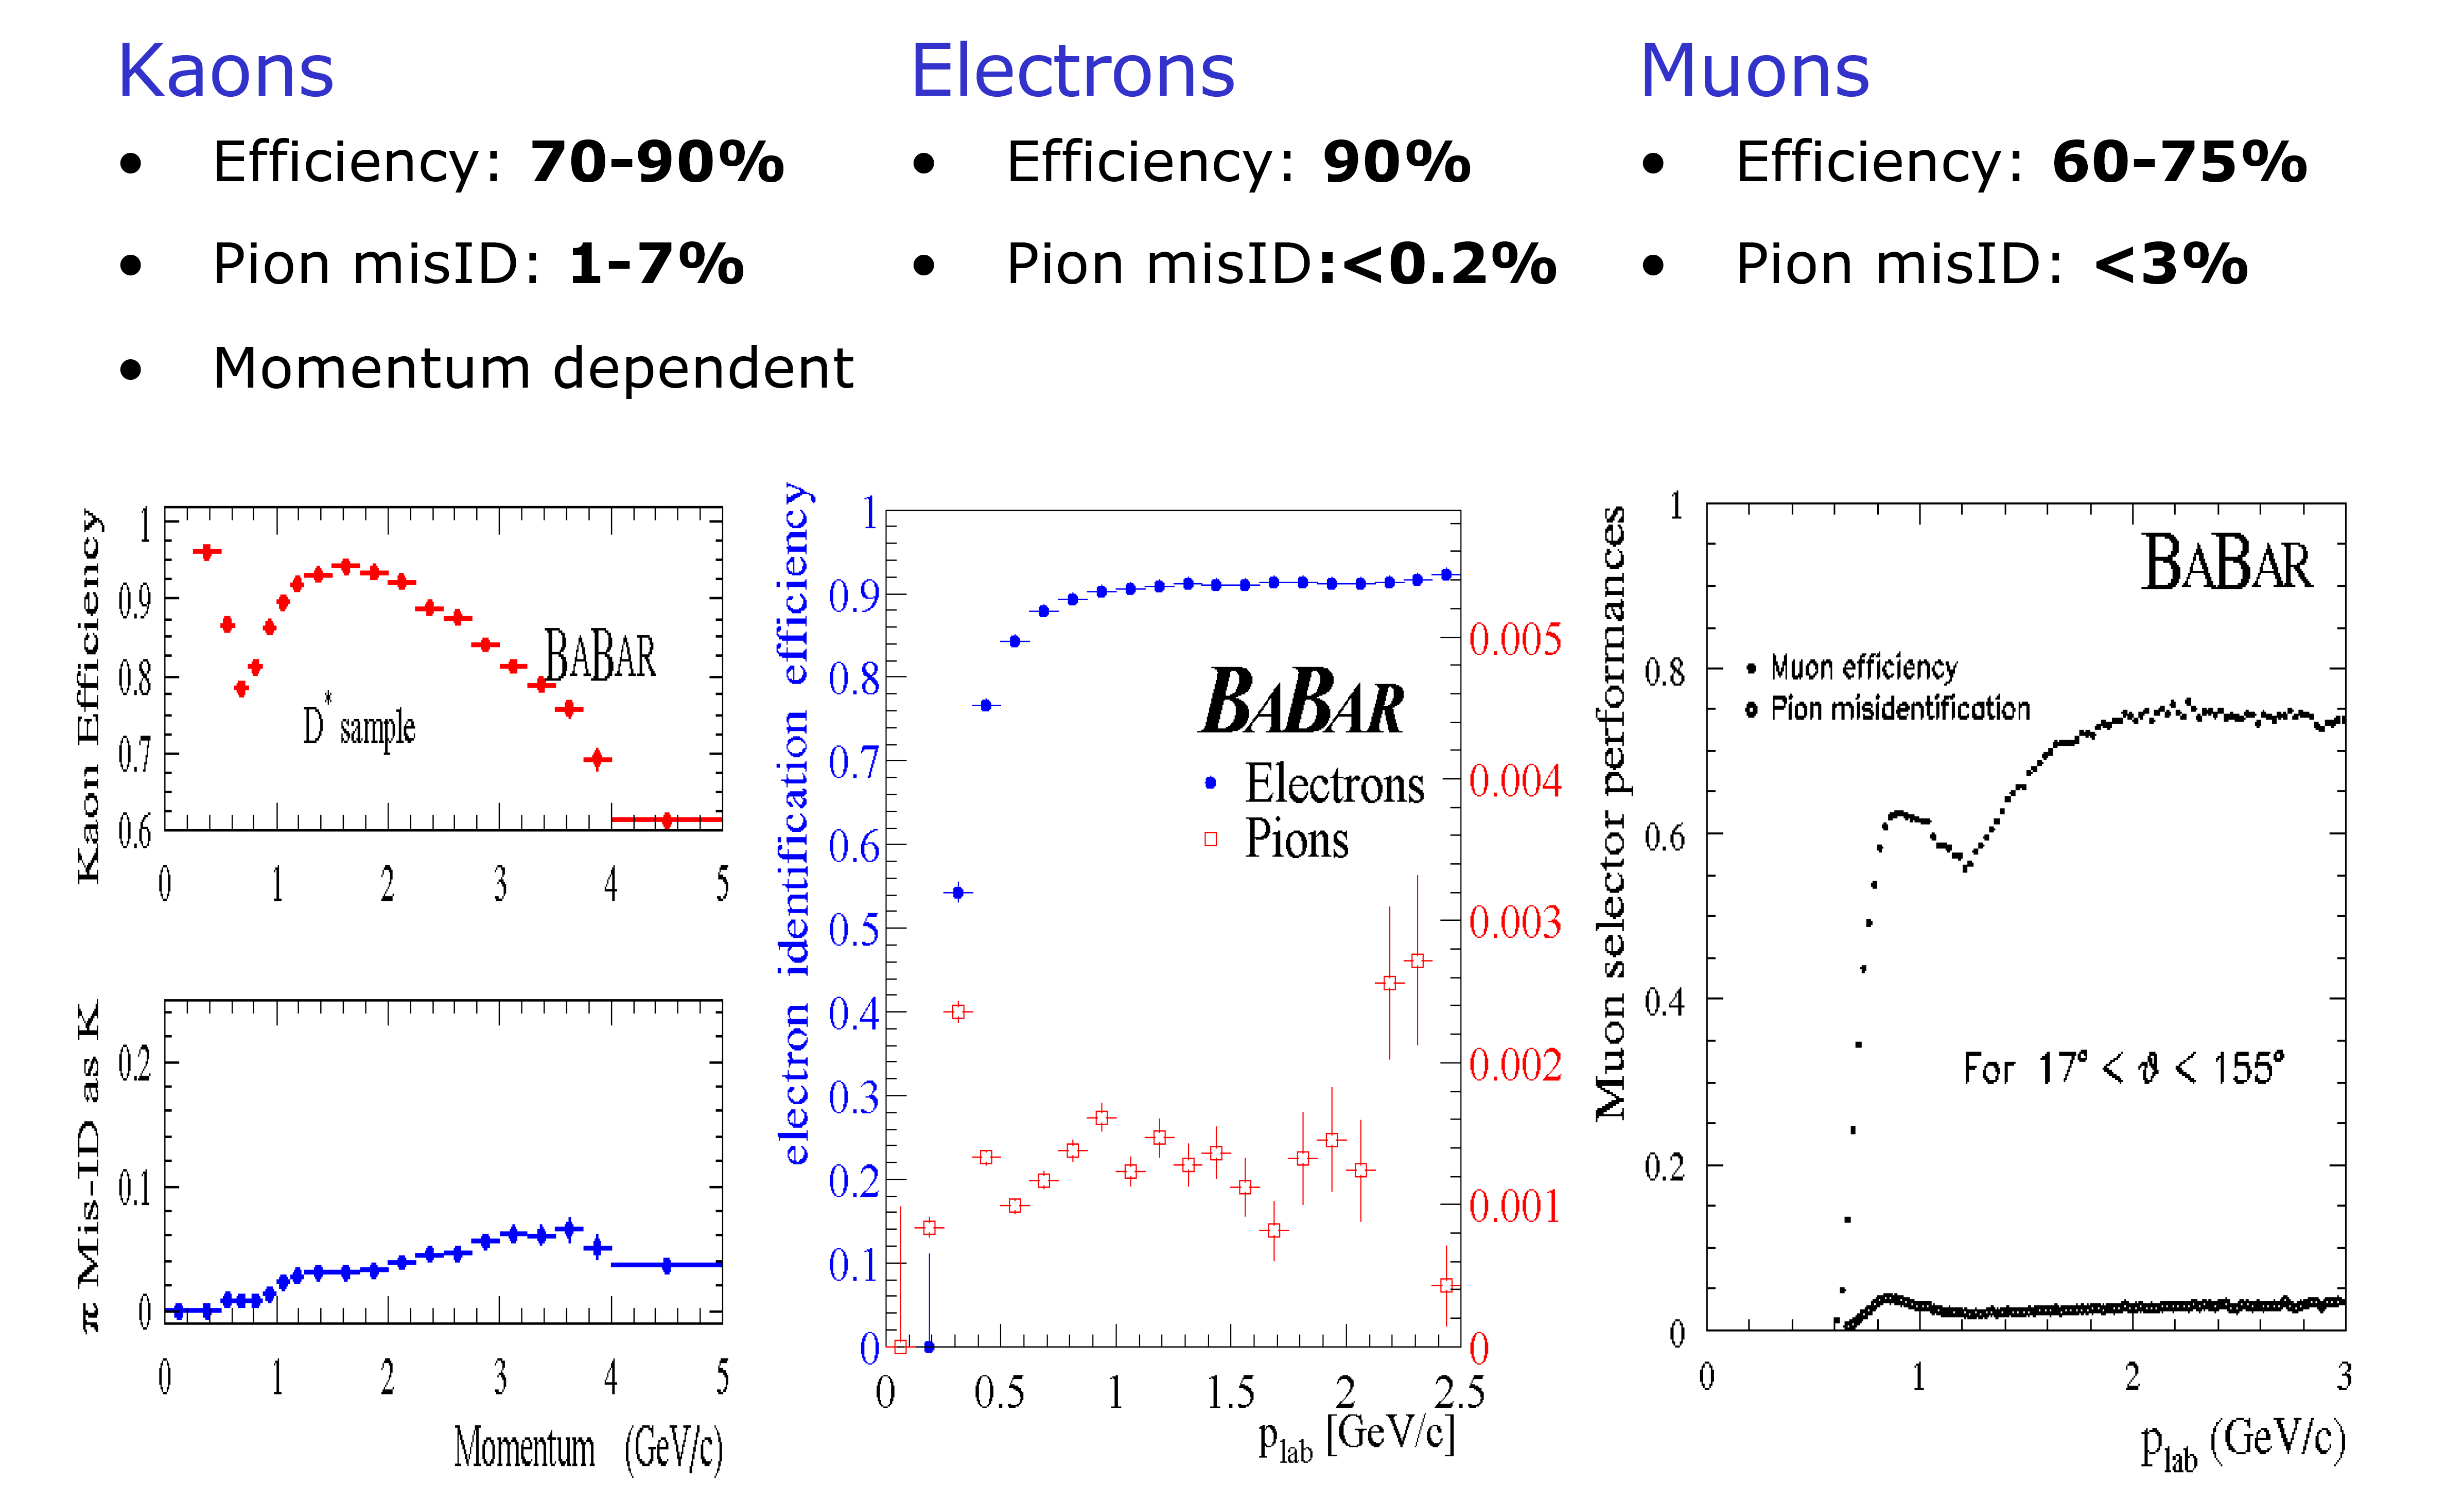 Kaons
• Efficiency: 70-90%
• Pion misID: 1-7%
• Momentum dependent
Electrons
• Efficiency: 90%
• Pion misID:<0.2%
Muons
• Efficiency: 60-75%
• Pion misID: <3%
Kaon Efficiency
1
0.9
0.8
0.7
0.6
BABAR
D* sample
0 1 2 3 4 5
π Mis-ID as K
0.2
0.1
0
0 1 2 3 4 5
Momentum (GeV/c)
electron identification efficiency
1
0.9
0.8
0.7
0.6
0.5
0.4
0.3
0.2
0.1
0
BABAR
Electrons
Pions
0.005
0.004
0.003
0.002
0.001
0
0 0.5 1 1.5 2 2.5
plab [GeV/c]
Muon selector performances
1
0.8
0.6
0.4
0.2
0
BABAR
Muon efficiency
Pion misidentification
For 17° < ϑ < 155°
0 1 2 3
plab (GeV/c)